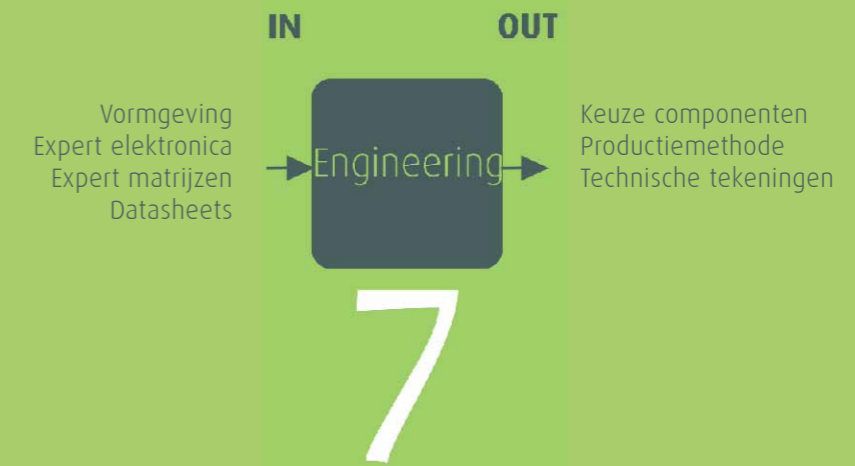 IN
OUT
Vormgeving
Expert elektronica
Expert matrijzen
Datasheets
Engineering
Keuze componenten
Productiemethode
Technische tekeningen
7